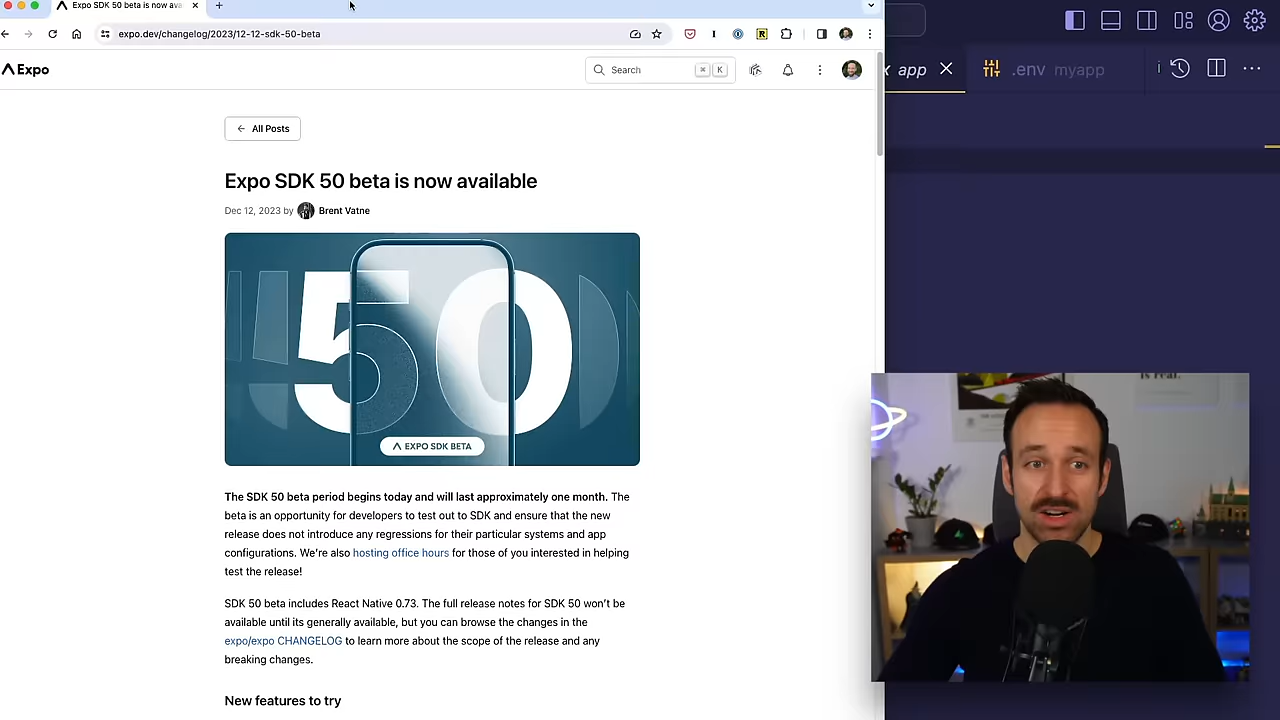 Expo SDK 50 beta is now ava
expo.dev/changelog/2023/12-12-sdk-50-beta
app
.env myapp
Expo
Search
⌘ K
← All Posts
Expo SDK 50 beta is now available
Dec 12, 2023 by Brent Vatne
50
EXPO SDK BETA
is real.
The SDK 50 beta period begins today and will last approximately one month. The
beta is an opportunity for developers to test out to SDK and ensure that the new
release does not introduce any regressions for their particular systems and app
configurations. We're also hosting office hours for those of you interested in helping
test the release!
SDK 50 beta includes React Native 0.73. The full release notes for SDK 50 won't be
available until its generally available, but you can browse the changes in the
expo/expo CHANGELOG to learn more about the scope of the release and any
breaking changes.
New features to try